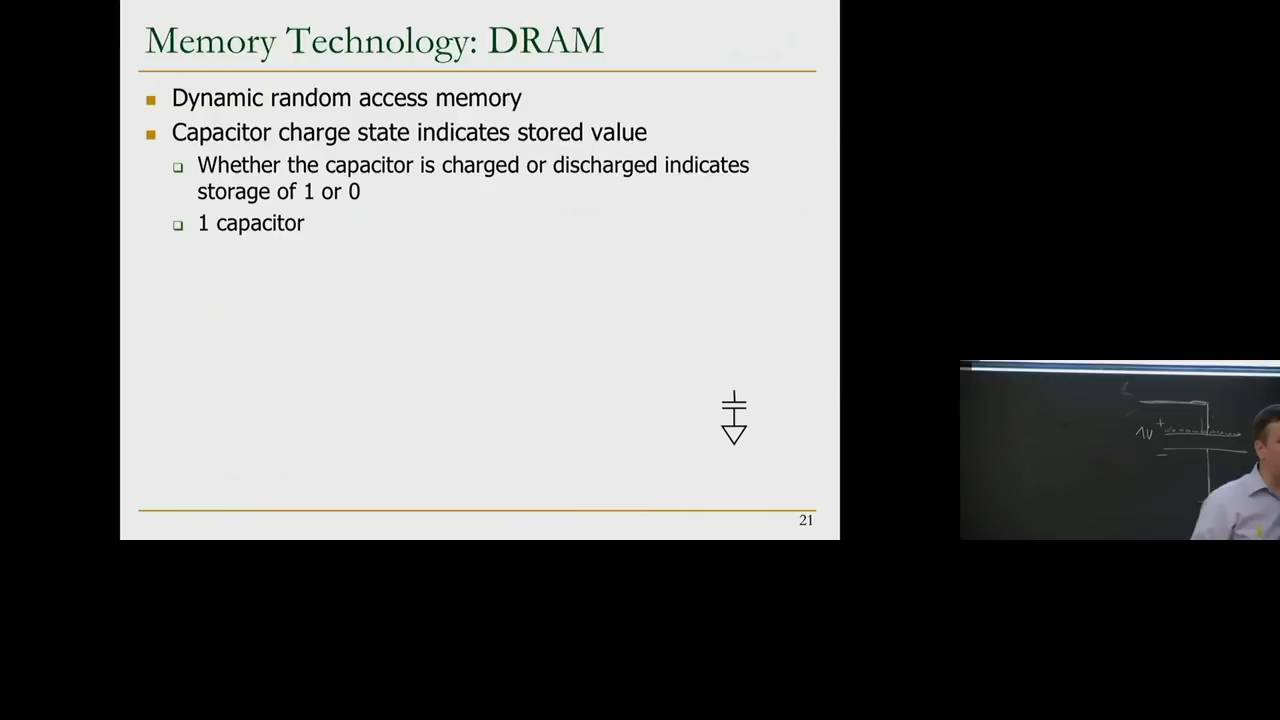 Memory Technology: DRAM
Dynamic random access memory
Capacitor charge state indicates stored value
Whether the capacitor is charged or discharged indicates
storage of 1 or 0
1 capacitor
21
1V
+